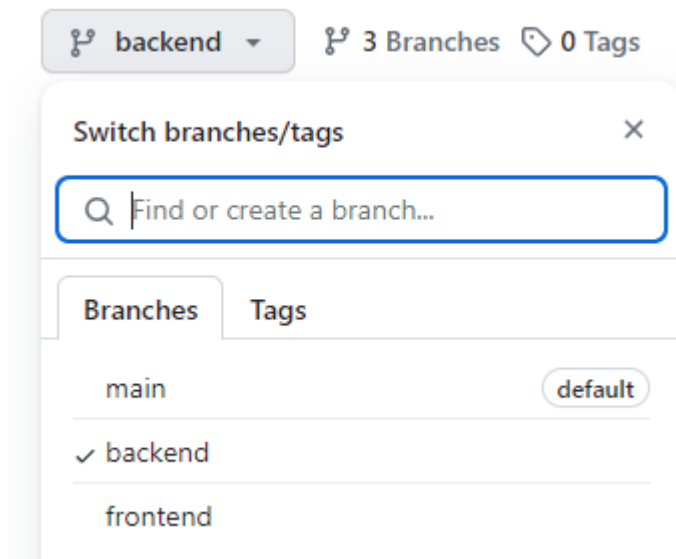 backend 3 Branches 0 Tags
Switch branches/tags
Find or create a branch...
Branches Tags
main default
backend
frontend